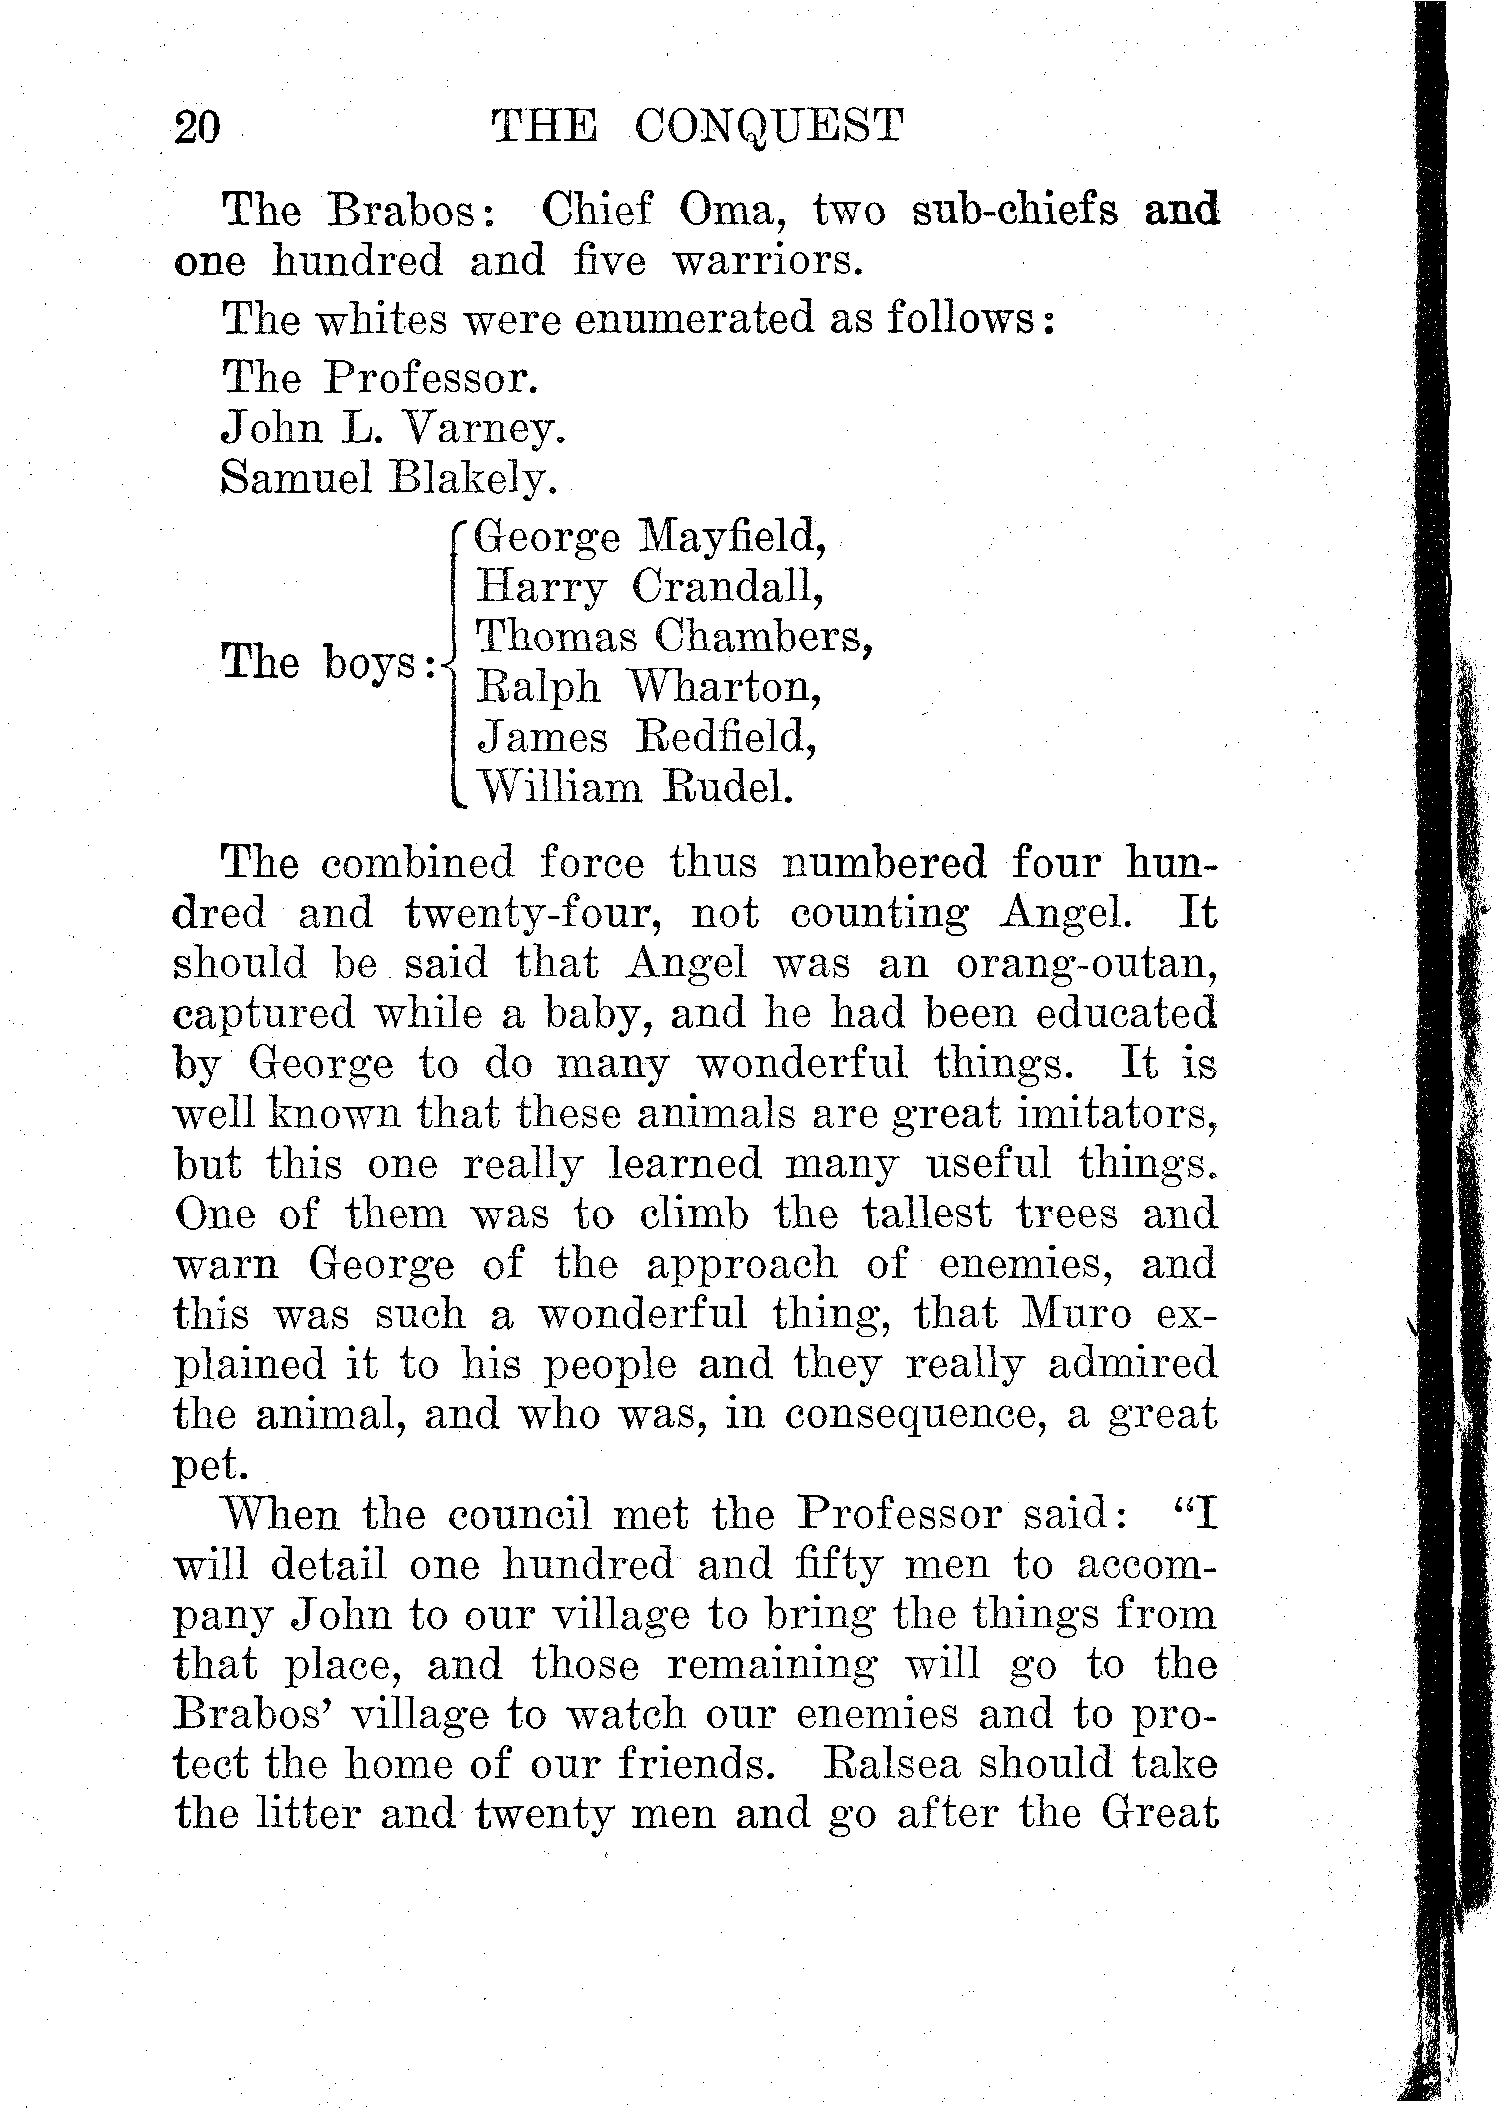 20 THE CONQUEST
The Brabos: Chief Oma, two sub-chiefs and
one hundred and five warriors.
The whites were enumerated as follows:
The Professor.
John L. Varney.
Samuel Blakely.
The boys:
George Mayfield,
Harry Crandall,
Thomas Chambers,
Ralph Wharton,
James Redfield,
William Rudel.
The combined force thus numbered four hun-
dred and twenty-four, not counting Angel. It
should be said that Angel was an orang-outan,
captured while a baby, and he had been educated
by George to do many wonderful things. It is
well known that these animals are great imitators,
but this one really learned many useful things.
One of them was to climb the tallest trees and
warn George of the approach of enemies, and
this was such a wonderful thing, that Muro ex-
plained it to his people and they really admired
the animal, and who was, in consequence, a great
pet.
When the council met the Professor said: "I
will detail one hundred and fifty men to accom-
pany John to our village to bring the things from
that place, and those remaining will go to the
Brabos' village to watch our enemies and to pro-
tect the home of our friends. Ralsea should take
the litter and twenty men and go after the Great